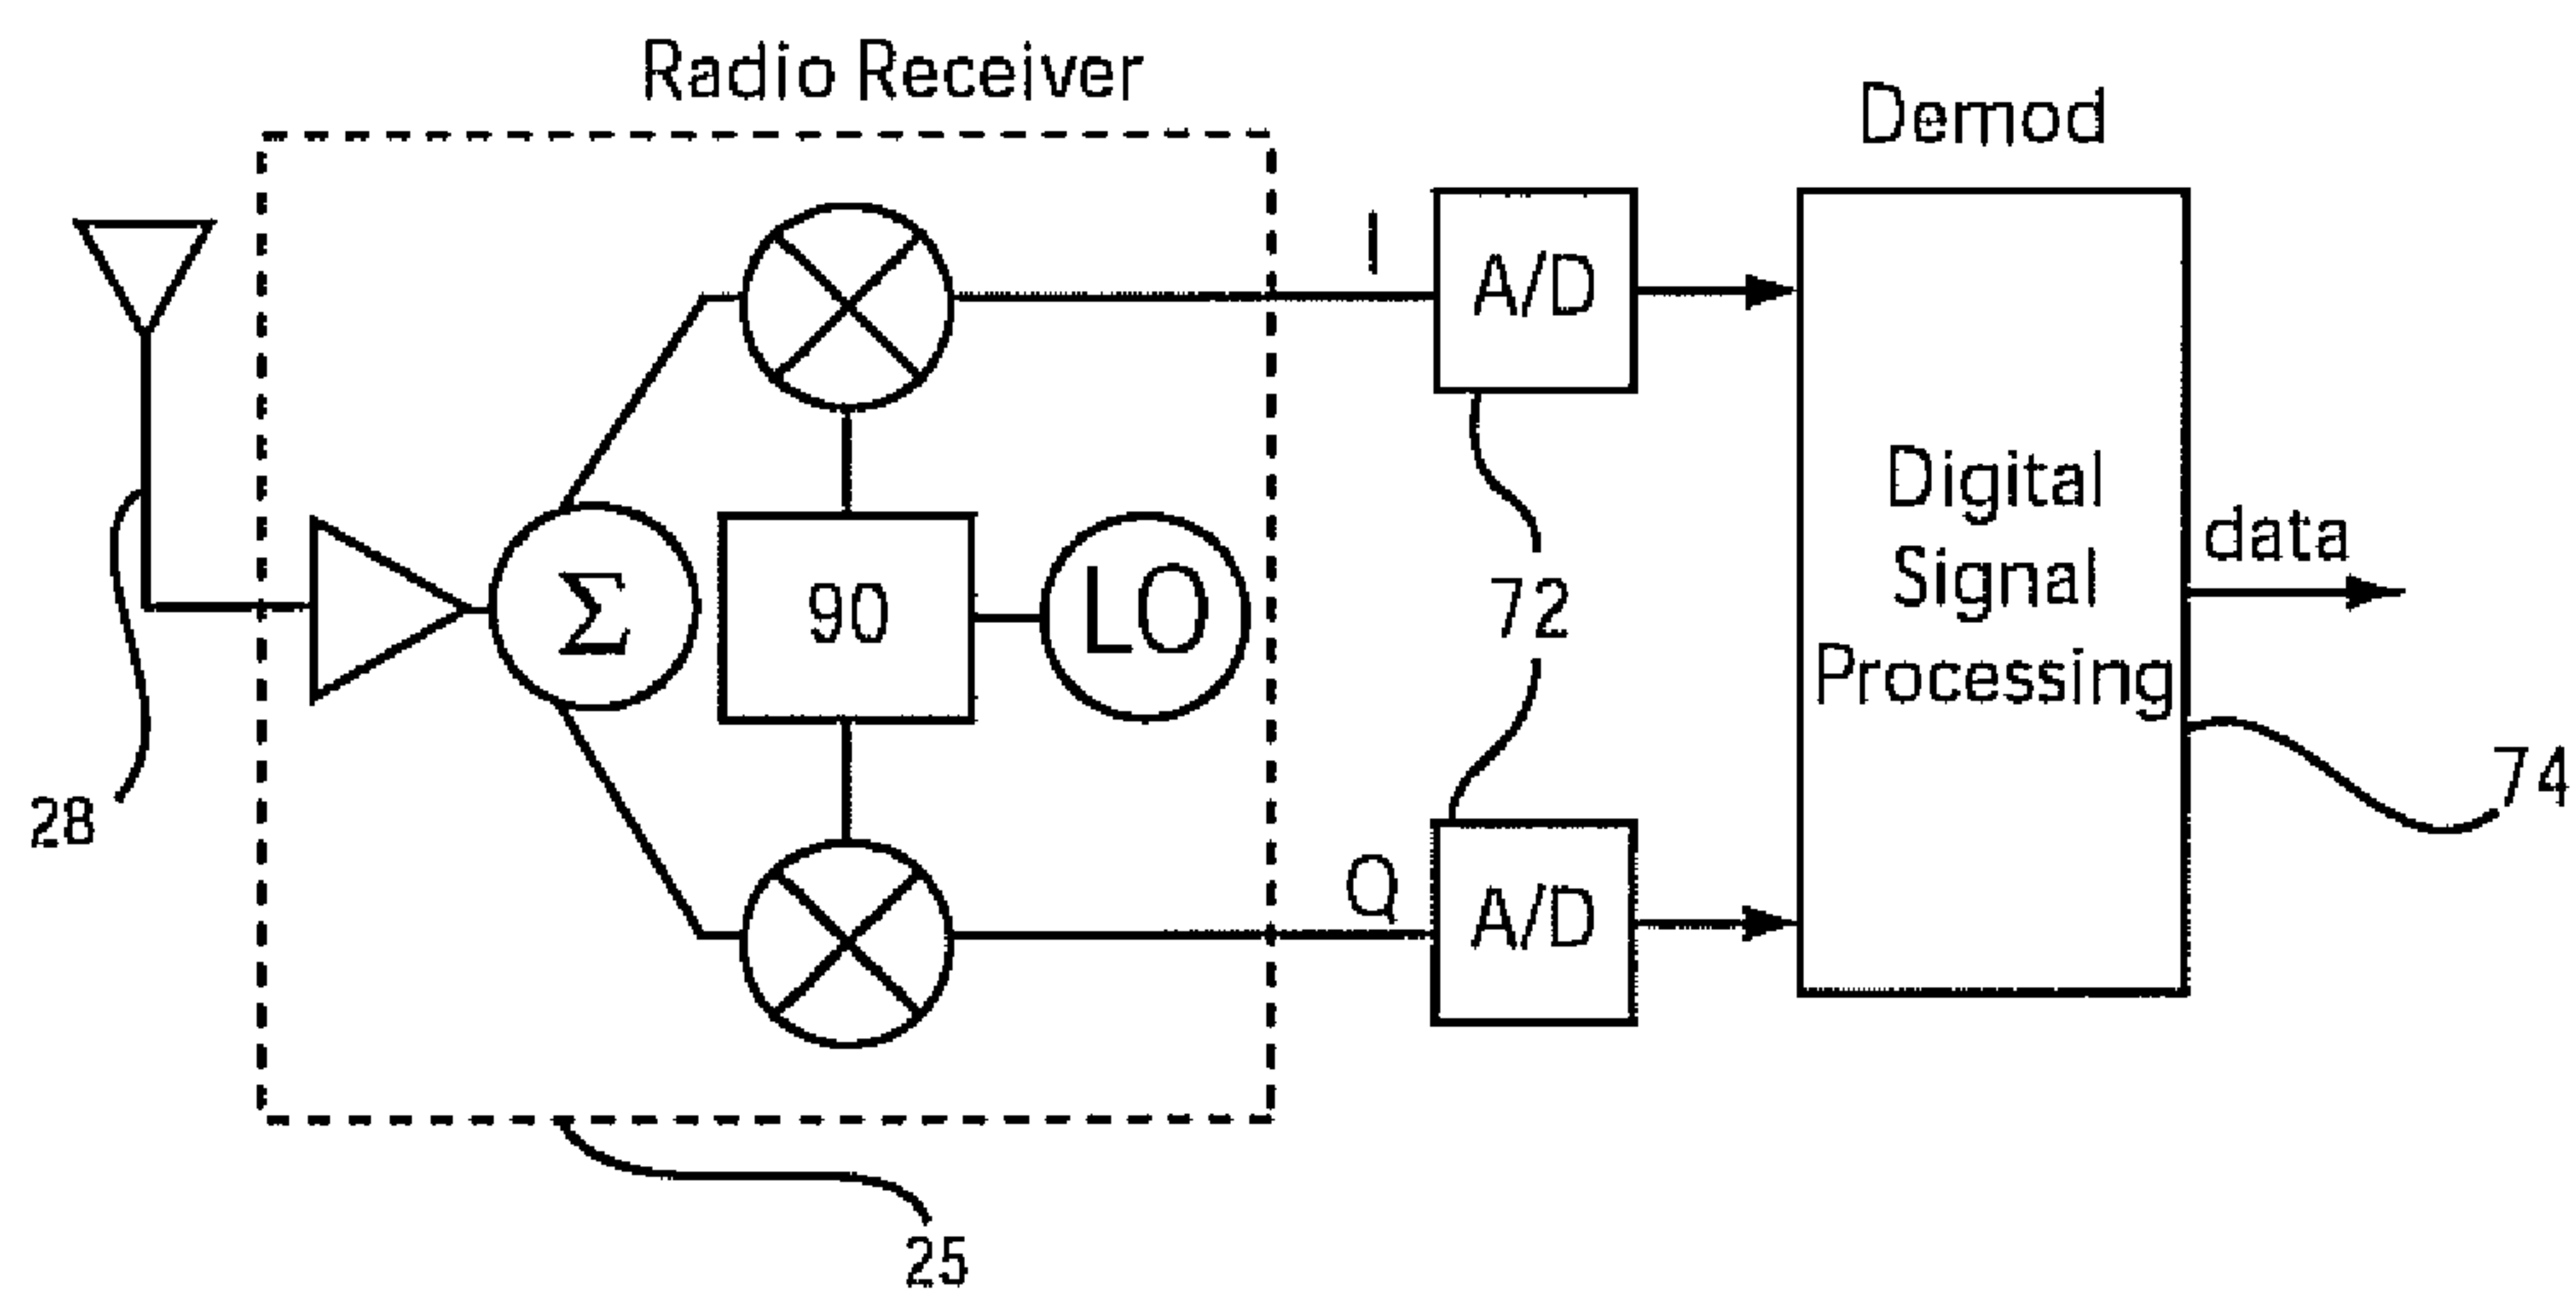 Radio Receiver
Demod
I
A/D
Digital
Signal
Processing
data
Σ
90
LO
72
74
28
Q
A/D
25